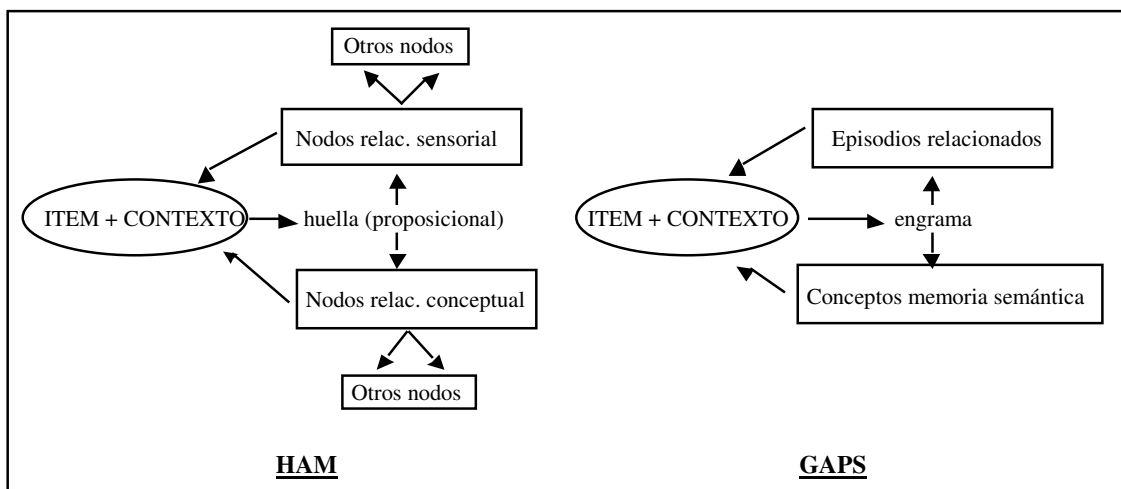 Otros nodos
Nodos relac. sensorial
ITEM + CONTEXTO
huella (proposicional)
Nodos relac. conceptual
Otros nodos
HAM
Episodios relacionados
ITEM + CONTEXTO
engrama
Conceptos memoria semántica
GAPS